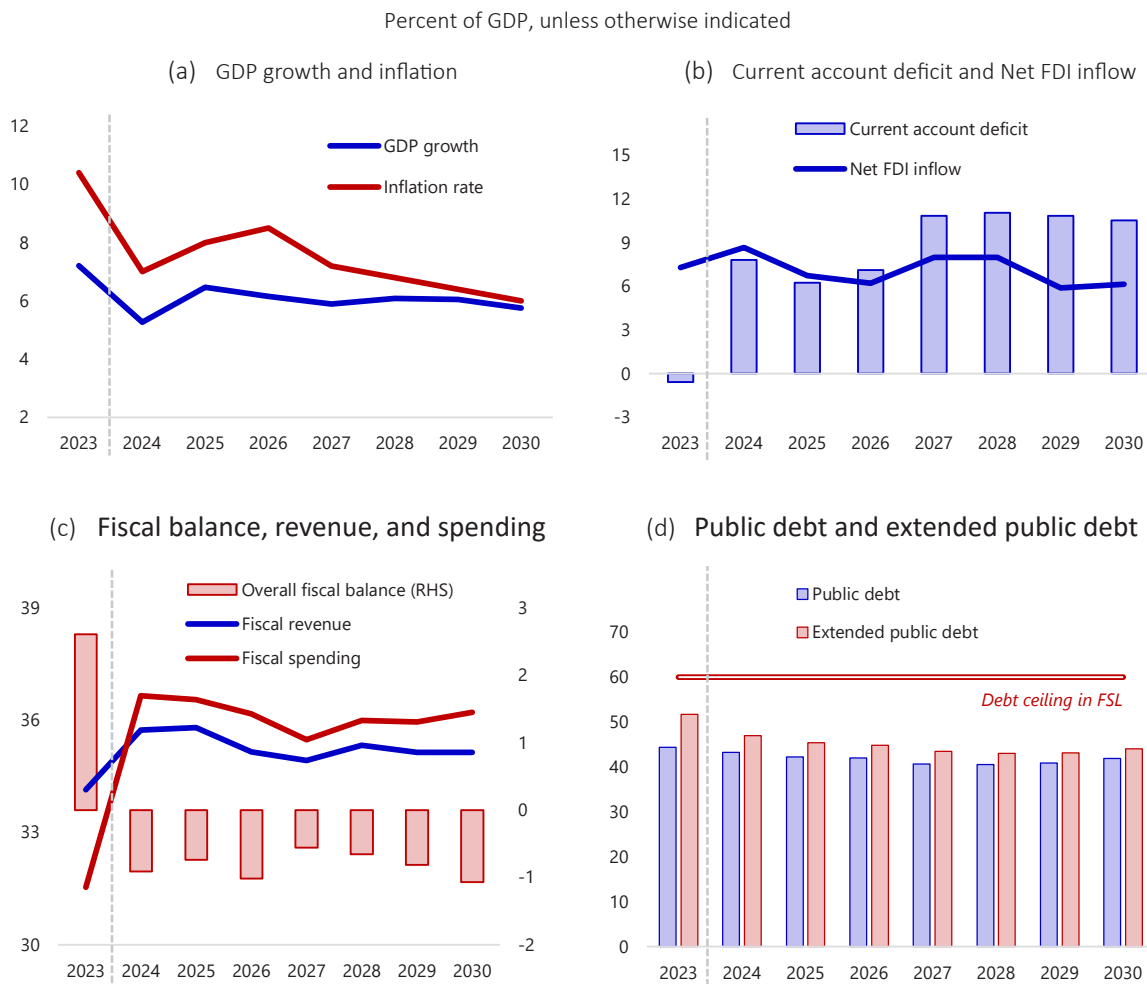 Percent of GDP, unless otherwise indicated
(a) GDP growth and inflation
12
10
8
6
4
2
GDP growth
Inflation rate
2023 2024 2025 2026 2027 2028 2029 2030
(b) Current account deficit and Net FDI inflow
15
12
9
6
3
0
-3
Current account deficit
Net FDI inflow
2023 2024 2025 2026 2027 2028 2029 2030
(c) Fiscal balance, revenue, and spending
39
36
33
30
Overall fiscal balance (RHS)
Fiscal revenue
Fiscal spending
3
2
1
0
-1
-2
2023 2024 2025 2026 2027 2028 2029 2030
(d) Public debt and extended public debt
70
60
50
40
30
20
10
0
Public debt
Extended public debt
Debt ceiling in FSL
2023 2024 2025 2026 2027 2028 2029 2030